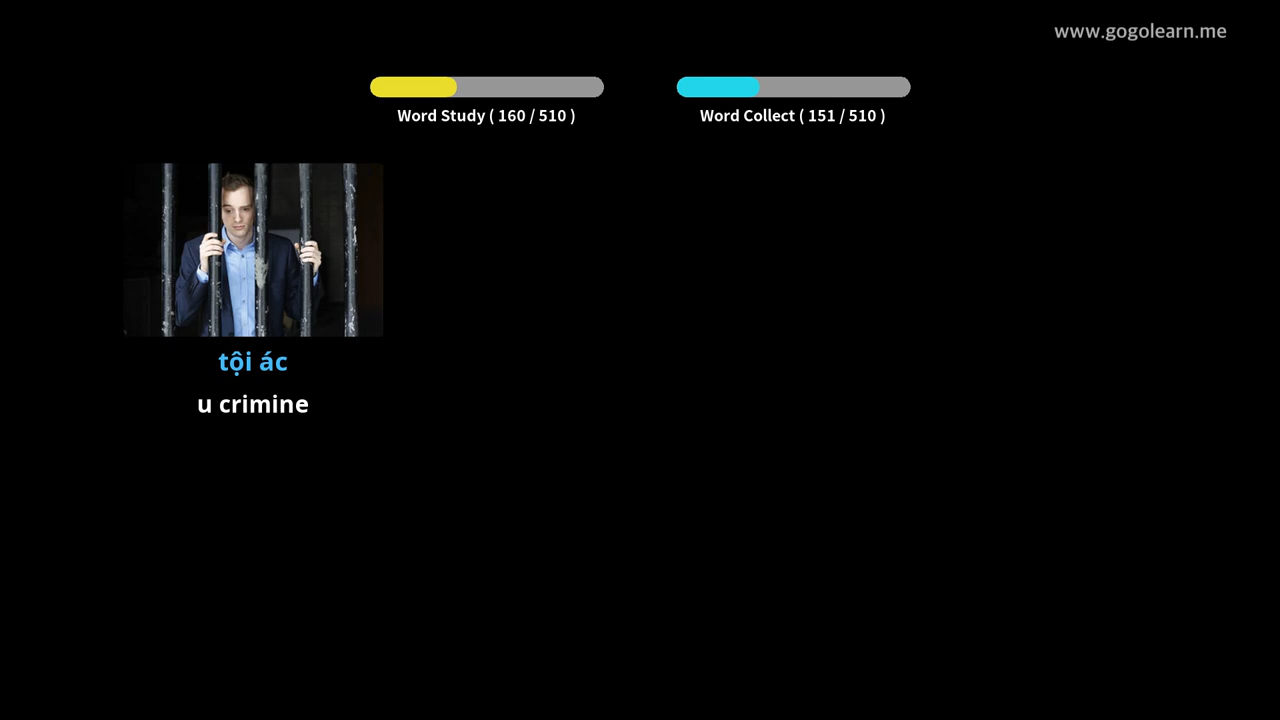 www.gogolearn.me
Word Study ( 160 / 510 )
Word Collect ( 151 / 510 )
tội ác
u crimine